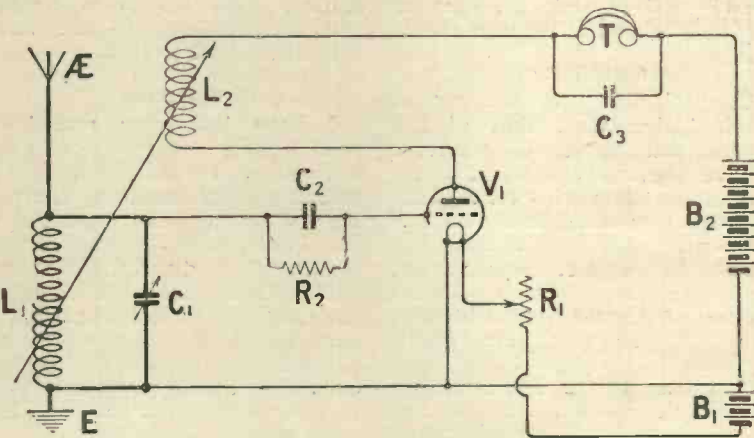 Æ
L₂
T
C₃
C₂
V₁
B₂
L₁
C₁
R₂
R₁
E
B₁